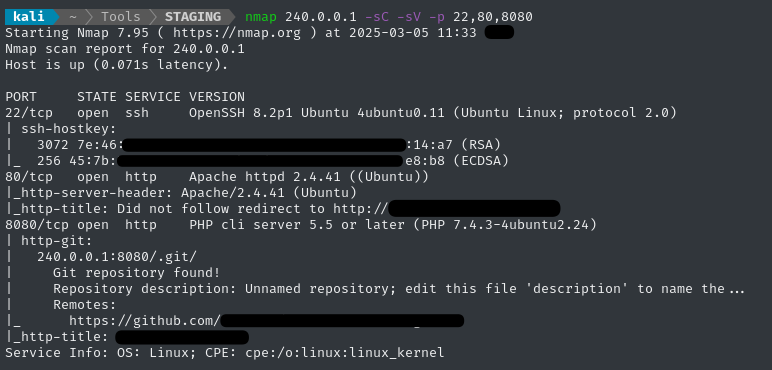 kali ~ Tools STAGING nmap 240.0.0.1 -sC -sV -p 22,80,8080
Starting Nmap 7.95 ( https://nmap.org ) at 2025-03-05 11:33
Nmap scan report for 240.0.0.1
Host is up (0.071s latency).
PORT     STATE SERVICE VERSION
22/tcp   open  ssh     OpenSSH 8.2p1 Ubuntu 4ubuntu0.11 (Ubuntu Linux; protocol 2.0)
| ssh-hostkey:
|   3072 7e:46: :14:a7 (RSA)
|_  256 45:7b: e8:b8 (ECDSA)
80/tcp   open  http    Apache httpd 2.4.41 ((Ubuntu))
|_http-server-header: Apache/2.4.41 (Ubuntu)
|_http-title: Did not follow redirect to http://
8080/tcp open  http    PHP cli server 5.5 or later (PHP 7.4.3-4ubuntu2.24)
| http-git:
|   240.0.0.1:8080/.git/
|     Git repository found!
|     Repository description: Unnamed repository; edit this file 'description' to name the...
|     Remotes:
|_      https://github.com/
|_http-title:
Service Info: OS: Linux; CPE: cpe:/o:linux:linux_kernel